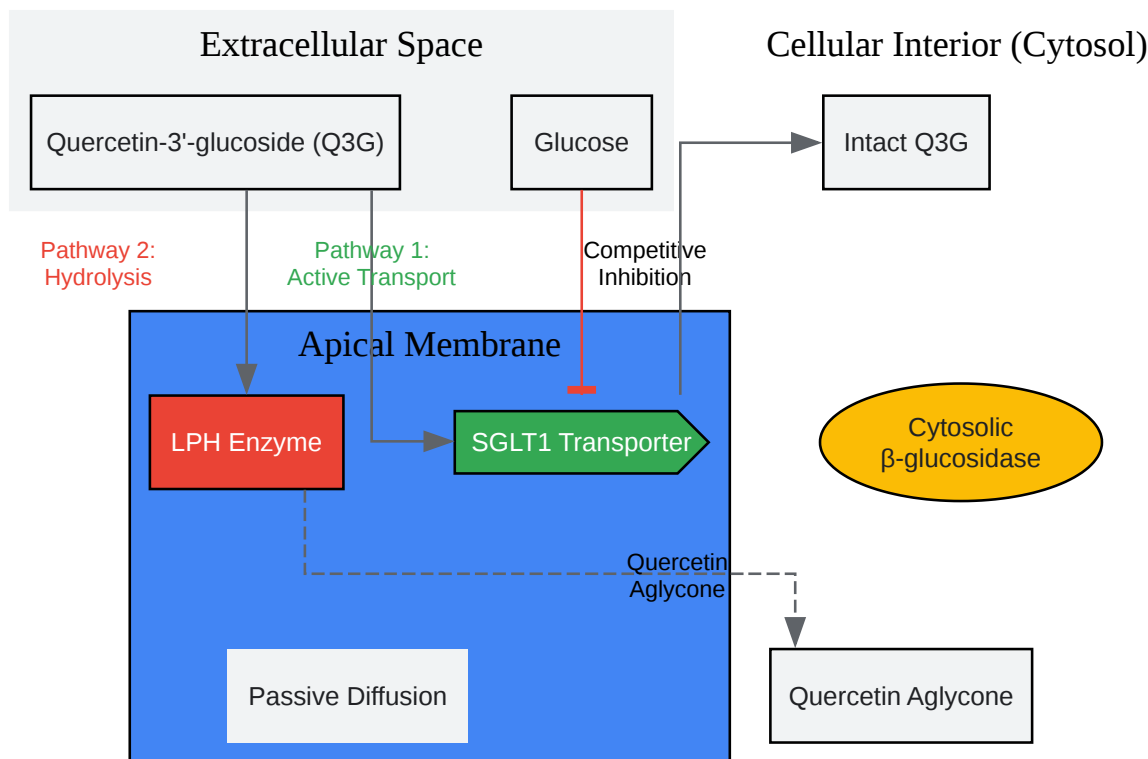 Extracellular Space
Cellular Interior (Cytosol)
Quercetin-3'-glucoside (Q3G)
Glucose
Intact Q3G
Pathway 2:
Hydrolysis
Pathway 1:
Active Transport
Competitive
Inhibition
Apical Membrane
LPH Enzyme
SGLT1 Transporter
Cytosolic
β-glucosidase
Quercetin
Aglycone
Passive Diffusion
Quercetin Aglycone